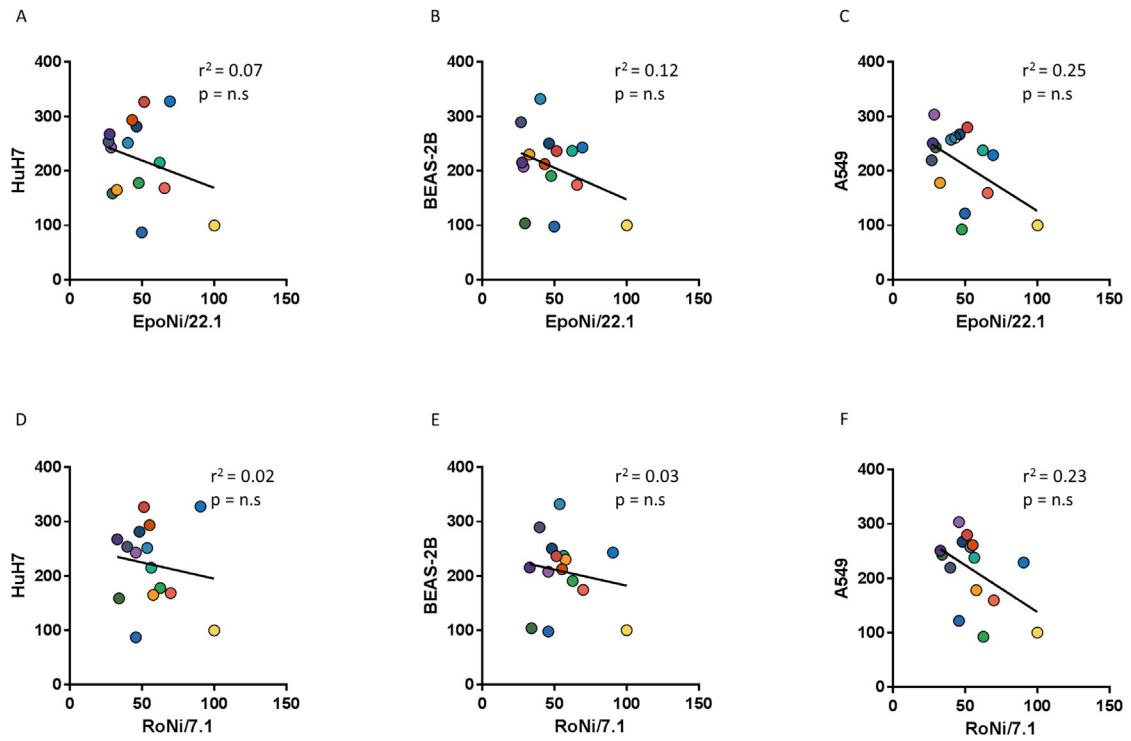 A
B
C
r² = 0.07
p = n.s
r² = 0.12
p = n.s
r² = 0.25
p = n.s
400
300
200
100
0
HuH7
0
50
100
150
EpoNi/22.1
400
300
200
100
0
BEAS-2B
0
50
100
150
EpoNi/22.1
400
300
200
100
0
A549
0
50
100
150
EpoNi/22.1
D
E
F
r² = 0.02
p = n.s
r² = 0.03
p = n.s
r² = 0.23
p = n.s
400
300
200
100
0
HuH7
0
50
100
150
RoNi/7.1
400
300
200
100
0
BEAS-2B
0
50
100
150
RoNi/7.1
400
300
200
100
0
A549
0
50
100
150
RoNi/7.1